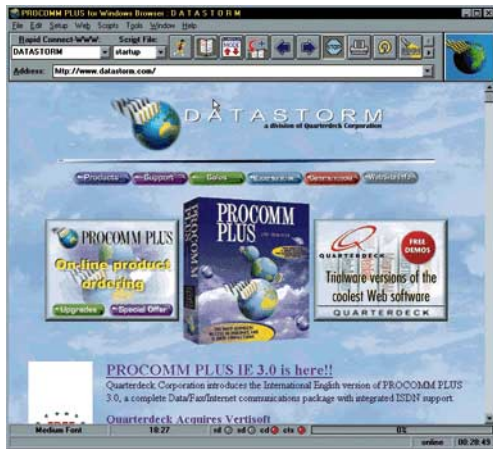 PROCOMM PLUS for Windows Browser: DATASTORM
File Edit Setup Web Scripts Tools Window Help
Rapid Connect-WWW: Script File:
DATASTORM startup
MODE
Address: http://www.datastorm.com/
DATASTORM
a division of Quarterdeck Corporation
Products Support Sales
PROCOMM PLUS
On-line product
ordering
Upgrades Special Offer
PROCOMM
PLUS
QUARTERDECK
FREE
DEMOS
Trialware versions of the
coolest Web software
QUARTERDECK
PROCOMM PLUS IE 3.0 is here!!
Quarterdeck Corporation introduces the International English version of PROCOMM PLUS
3.0, a complete Data/Fax/Internet communications package with integrated ISDN support.
Quarterdeck Acquires Vertisoft
Medium Font 10:27 rd sd cd cts 0%
online 00:20:49